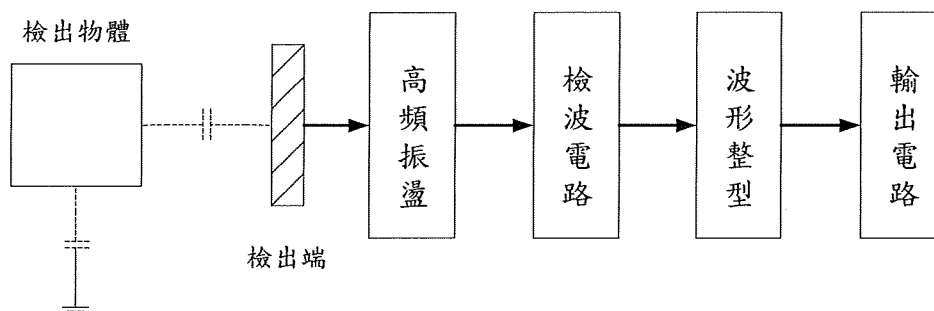 檢出物體
高頻振盪
檢波電路
波形整型
輸出電路
檢出端